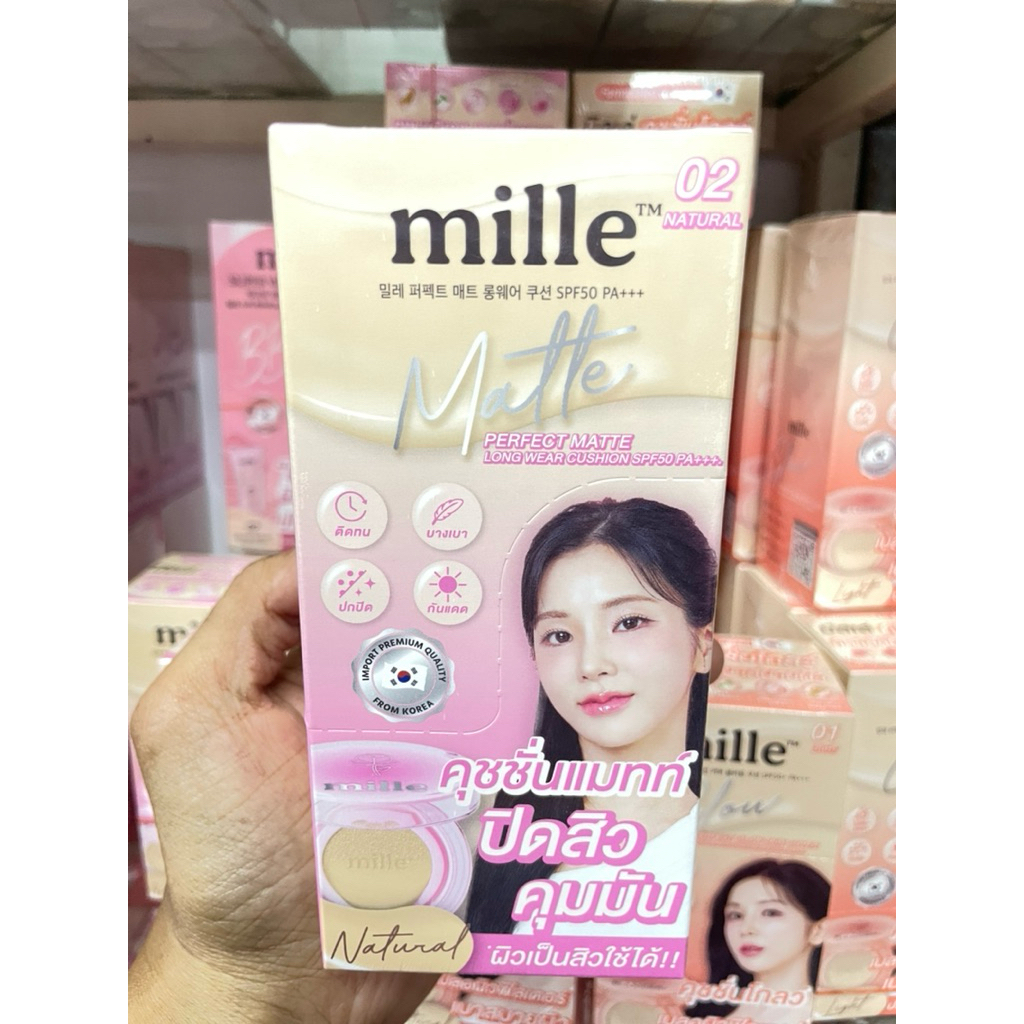 02
NATURAL
mille™
밀레 퍼펙트 매트 롱웨어 쿠션 SPF50 PA+++
Matte
PERFECT MATTE
LONG WEAR CUSHION SPF50 PA+++.
ติดทน
บางเบา
ปกปิด
กันแดด
IMPORT PREMIUM QUALITY
FROM KOREA
mille
คุชชั่นแมทท์
mille
ปิดสิว
คุมมัน
Natural
*ผิวเป็นสิวใช้ได้!!
Light
01
mille™
คุชชั่นโกลว์
Light